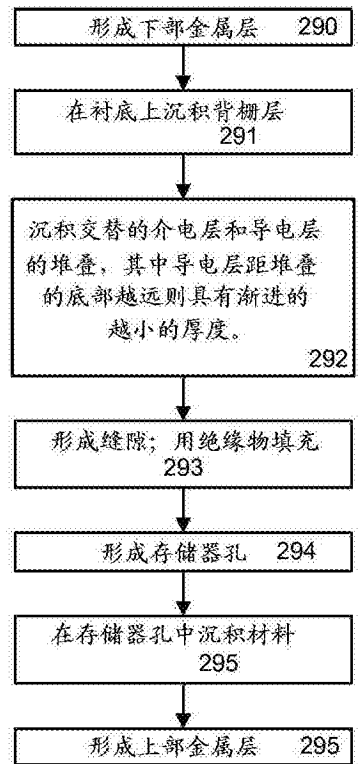 形成下部金属层 290
在衬底上沉积背栅层
291
沉积交替的介电层和导电层
的堆叠，其中导电层距堆叠
的底部越远则具有渐进的
越小的厚度。
292
形成缝隙；用绝缘物填充
293
形成存储器孔 294
在存储器孔中沉积材料
295
形成上部金属层 295